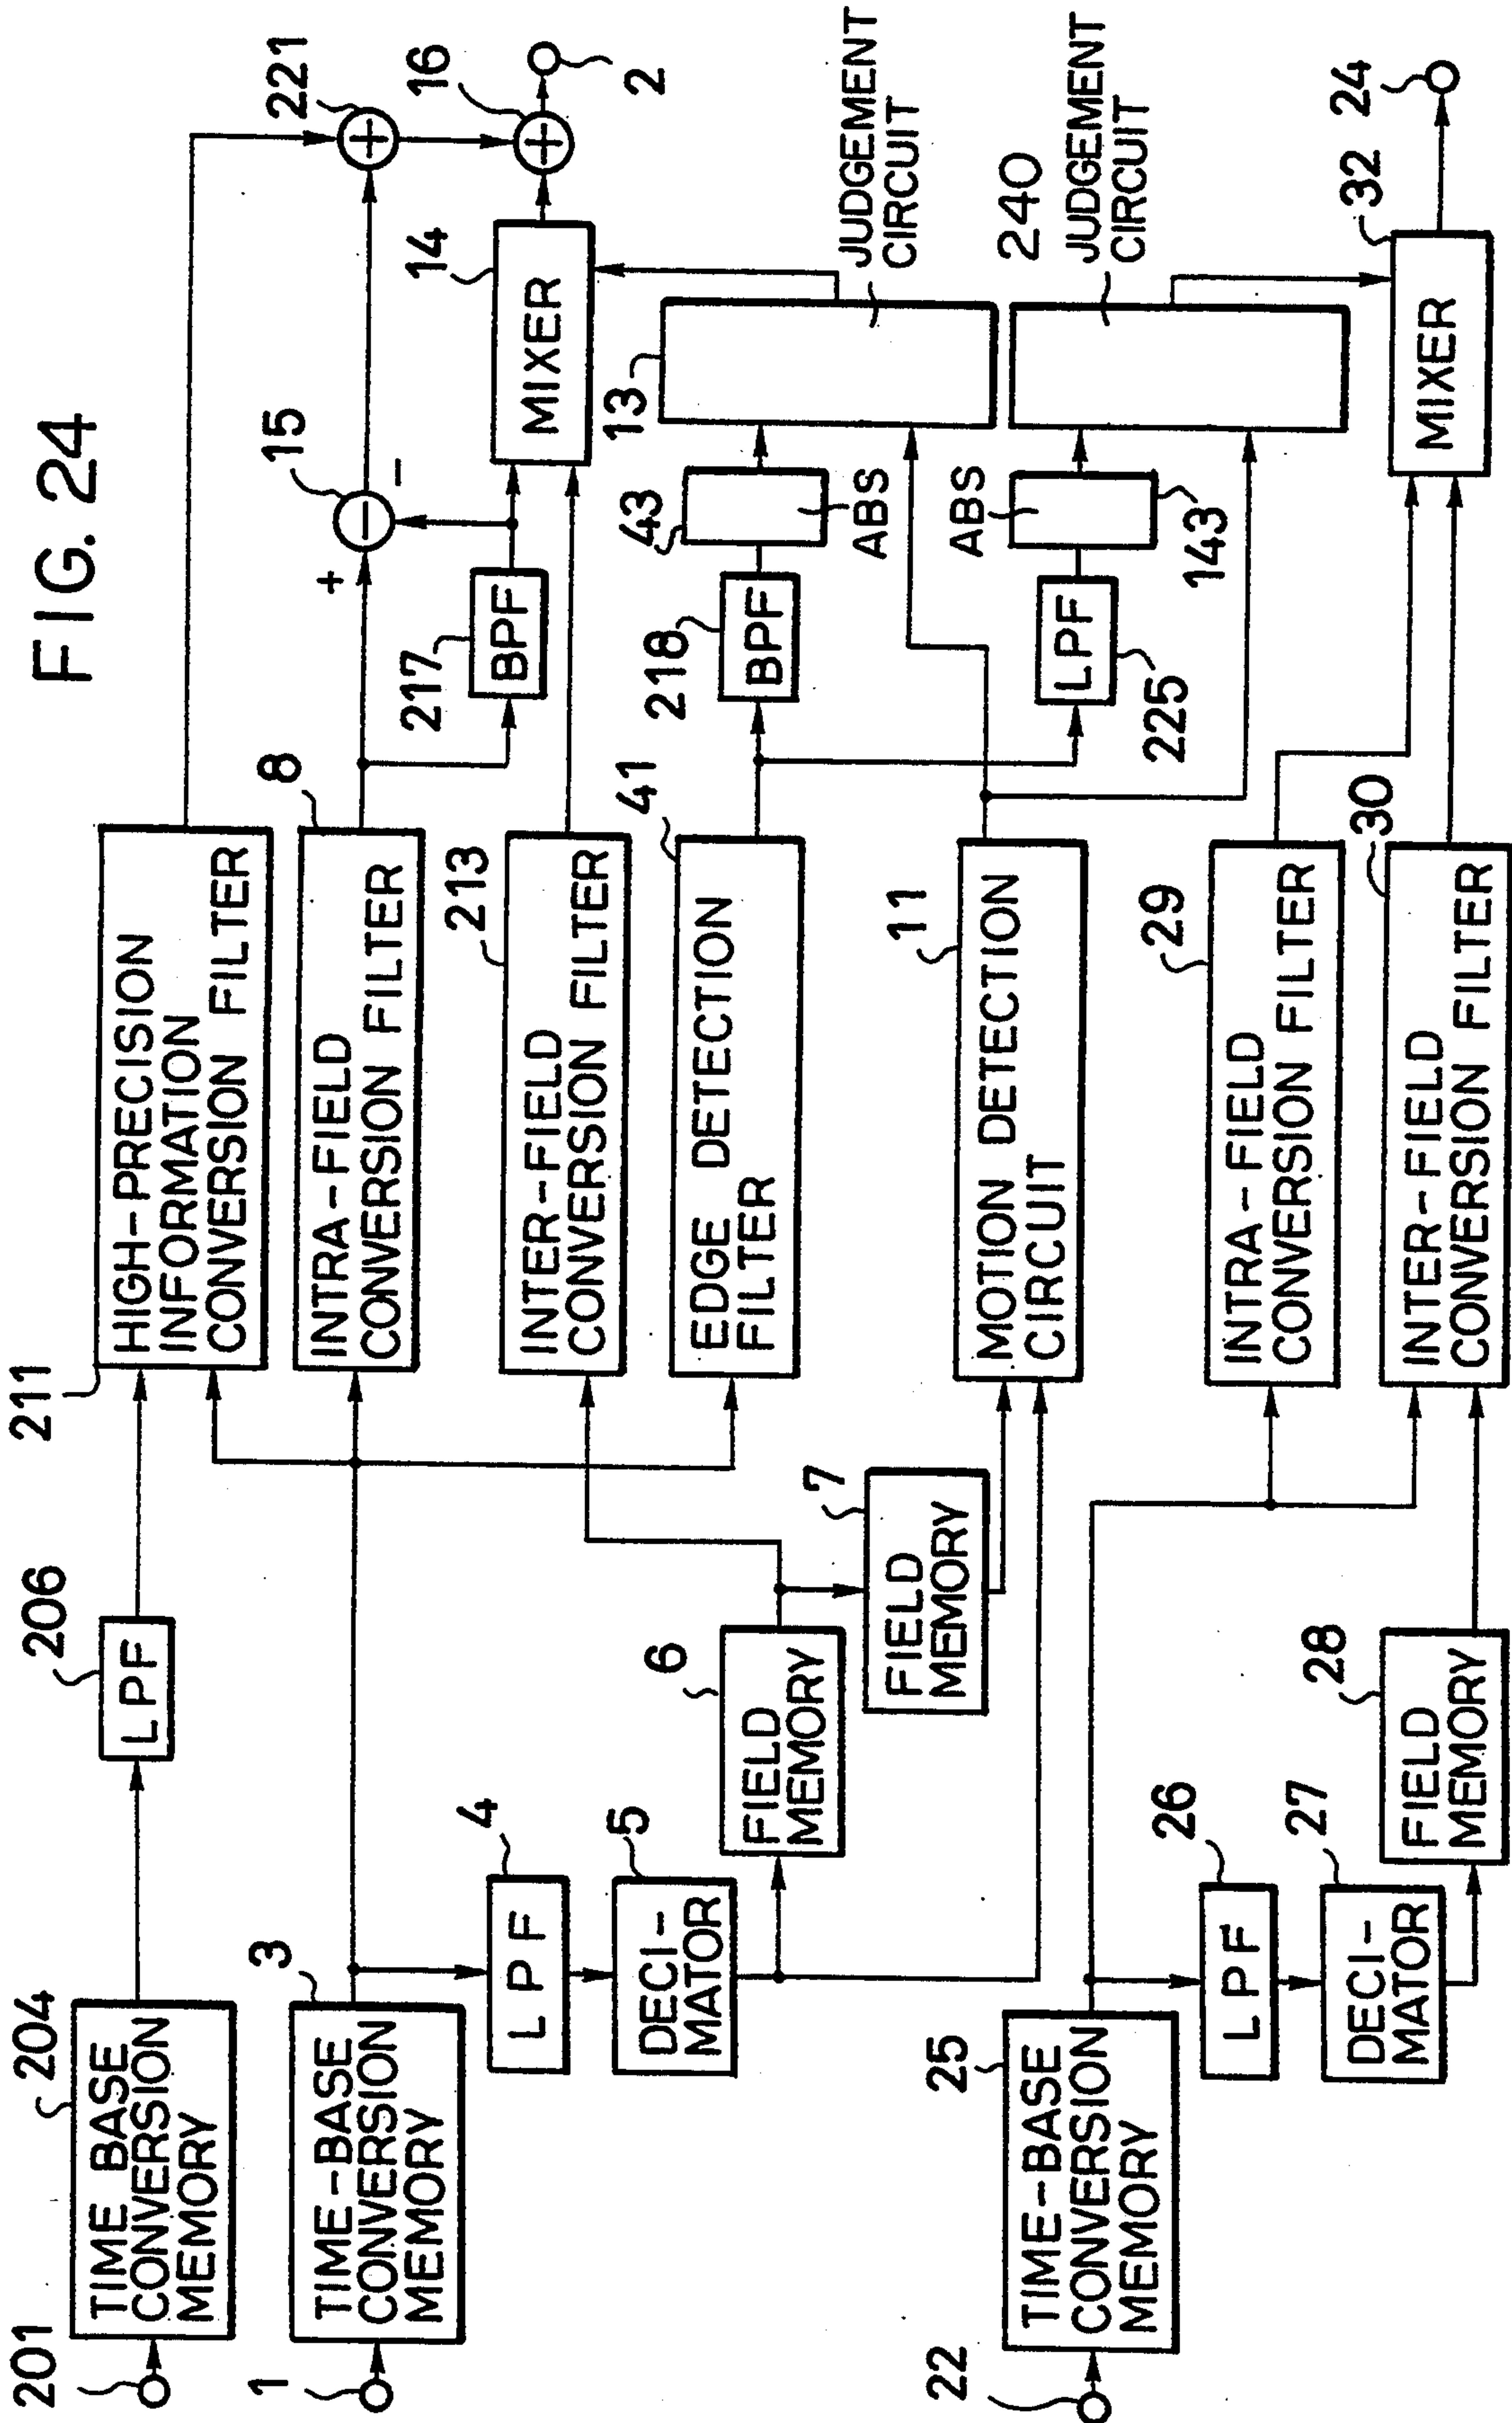 FIG. 24
201
204
TIME BASE
CONVERSION
MEMORY
206
LPF
211
HIGH-PRECISION
INFORMATION
CONVERSION FILTER
221
1
3
TIME-BASE
CONVERSION
MEMORY
8
INTRA-FIELD
CONVERSION FILTER
15
+
-
16
2
4
LPF
5
DECI-
MATOR
213
INTER-FIELD
CONVERSION FILTER
217
BPF
14
MIXER
6
FIELD
MEMORY
7
FIELD
MEMORY
41
EDGE DETECTION
FILTER
218
BPF
43
ABS
13
JUDGEMENT
CIRCUIT
11
MOTION DETECTION
CIRCUIT
225
LPF
143
ABS
240
JUDGEMENT
CIRCUIT
22
25
TIME-BASE
CONVERSION
MEMORY
26
LPF
27
DECI-
MATOR
28
FIELD
MEMORY
29
INTRA-FIELD
CONVERSION FILTER
30
INTER-FIELD
CONVERSION FILTER
32
MIXER
24